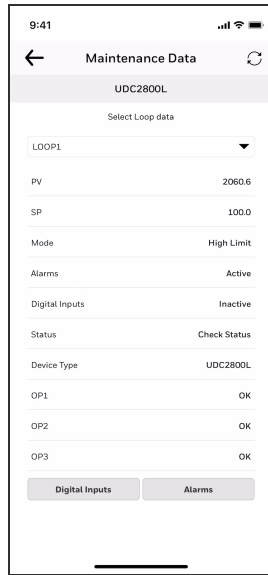 9:41
Maintenance Data
UDC2800L
Select Loop data
LOOP1
PV 2060.6
SP 100.0
Mode High Limit
Alarms Active
Digital Inputs Inactive
Status Check Status
Device Type UDC2800L
OP1 OK
OP2 OK
OP3 OK
Digital Inputs Alarms